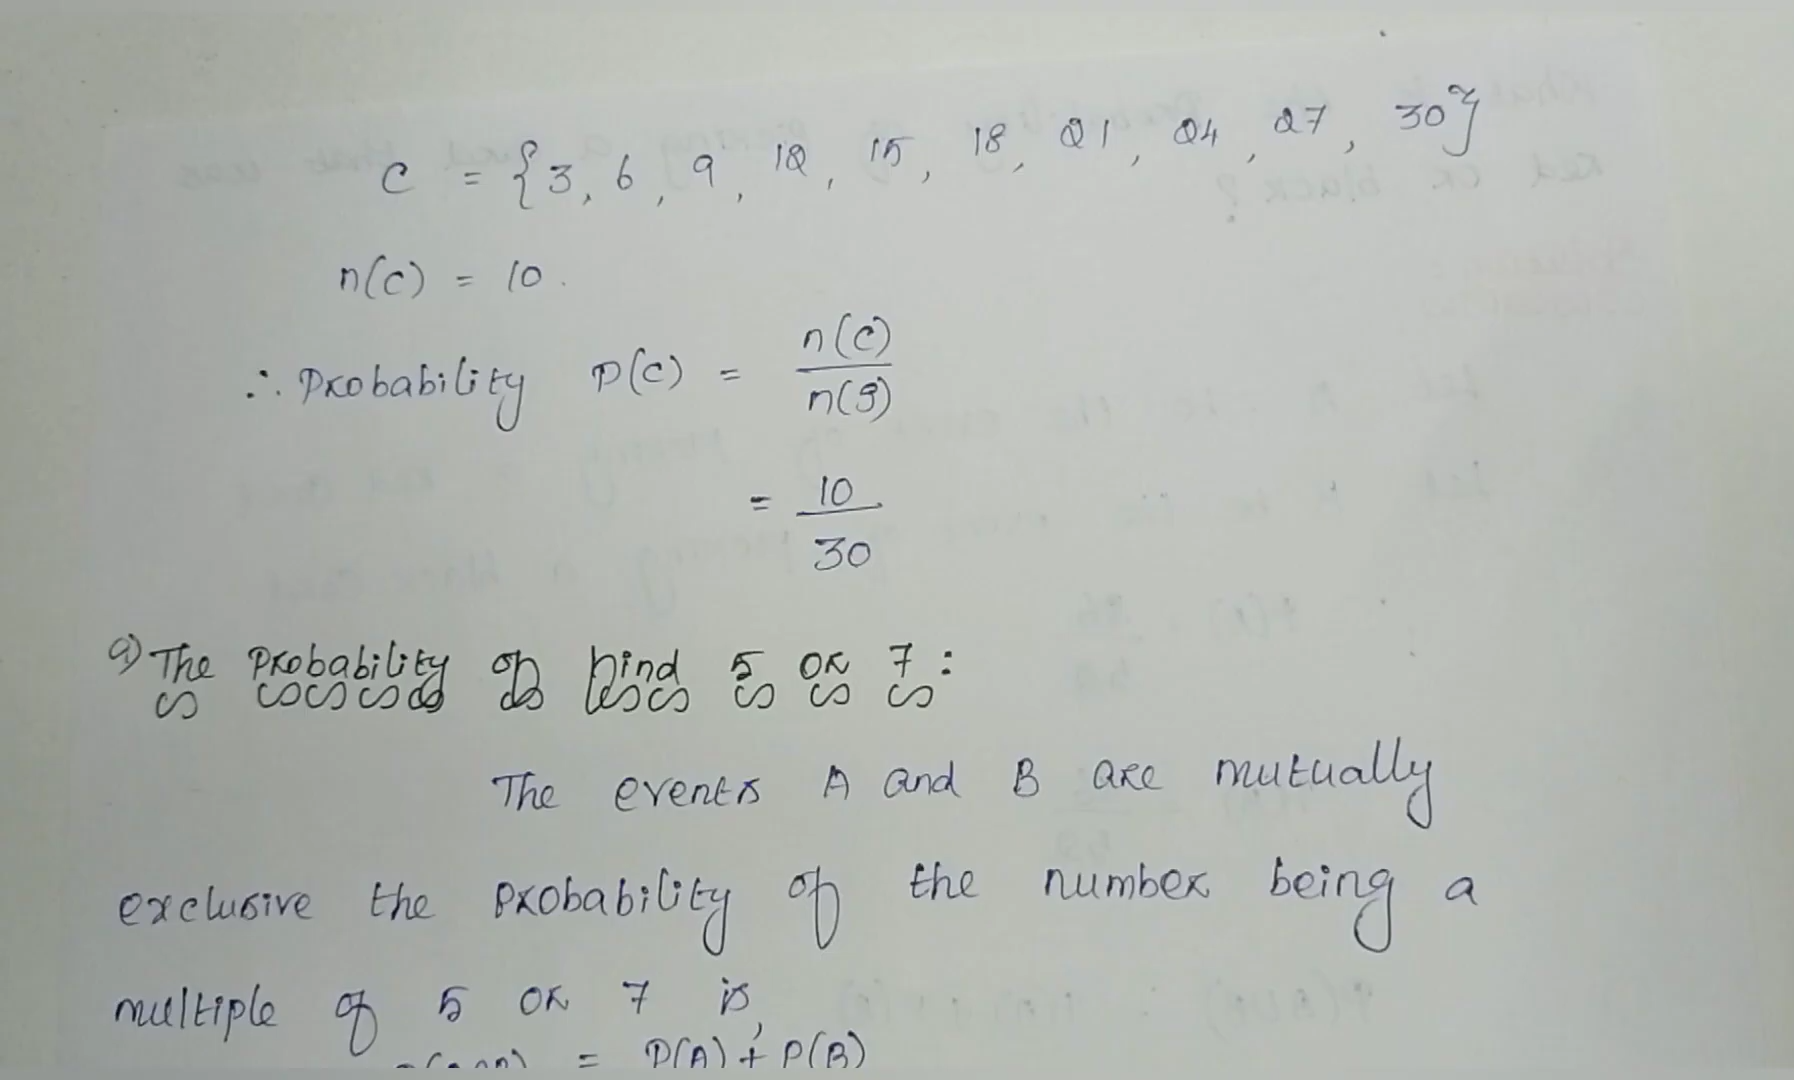 C = {3, 6, 9, 12, 15, 18, 21, 24, 27, 30}
n(C) = 10.
∴ Probability P(C) = n(C)/n(S)
= 10/30
a) The Probability of find 5 or 7:
The events A and B are mutually
exclusive the probability of the number being a
multiple of 5 or 7 is,
= P(A) + P(B)